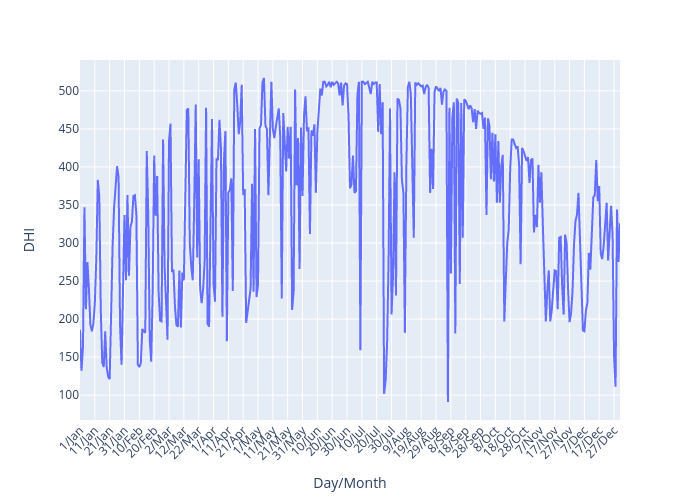 500
450
400
350
300
250
200
150
100
DHI
1/Jan
11/Jan
21/Jan
31/Jan
10/Feb
20/Feb
2/Mar
12/Mar
22/Mar
1/Apr
11/Apr
21/Apr
1/May
11/May
21/May
31/May
10/Jun
20/Jun
30/Jun
10/Jul
20/Jul
30/Jul
9/Aug
19/Aug
29/Aug
8/Sep
18/Sep
28/Sep
8/Oct
18/Oct
28/Oct
7/Nov
17/Nov
27/Nov
7/Dec
17/Dec
27/Dec
Day/Month